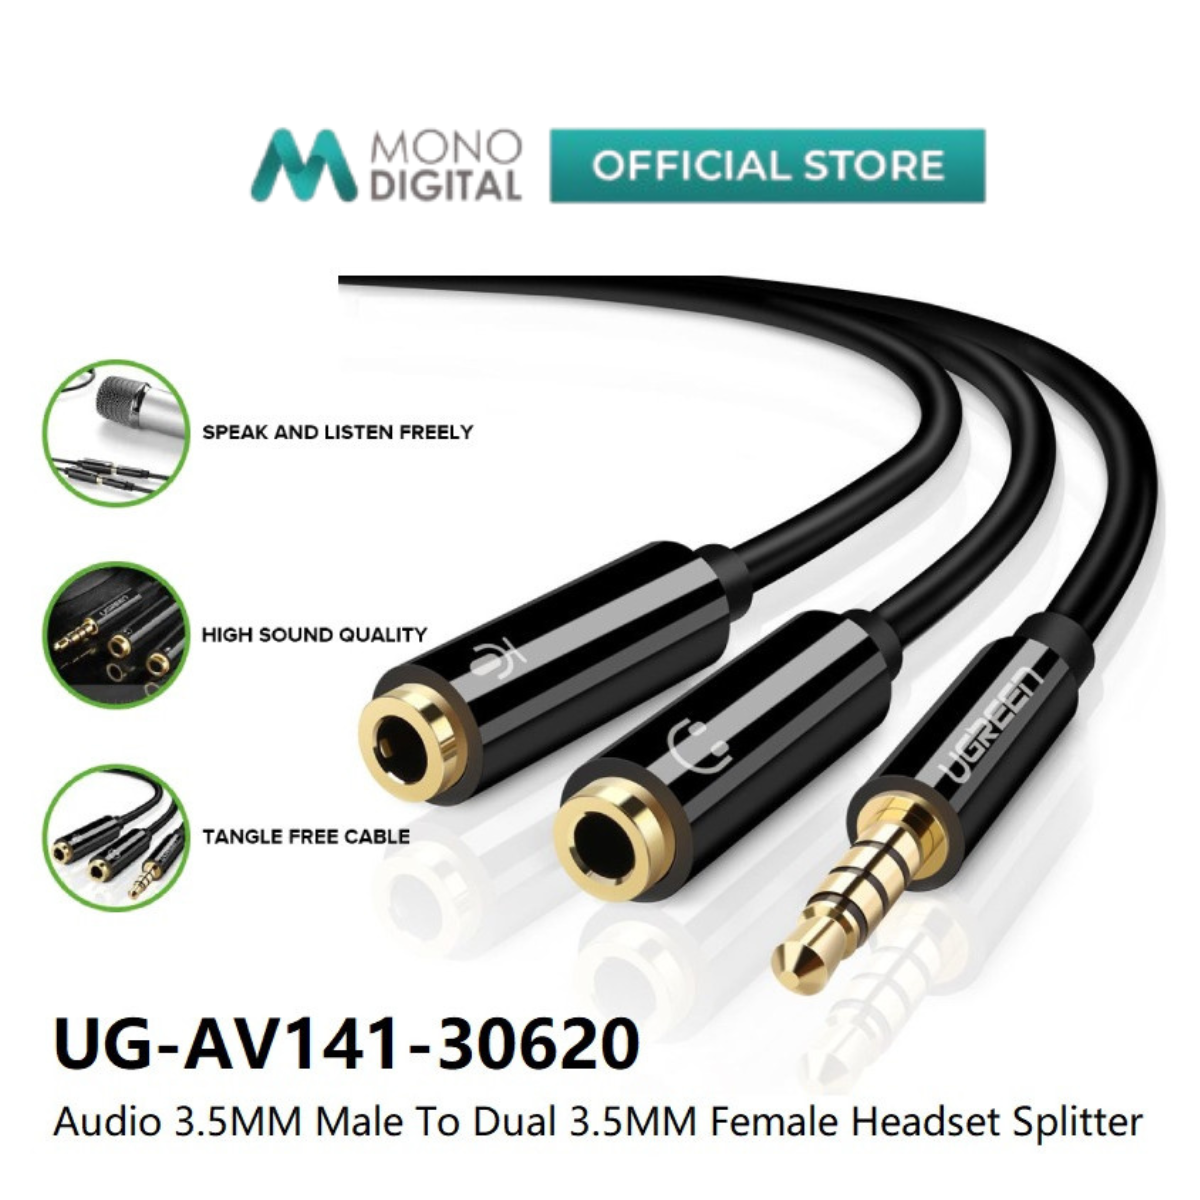 MONO
DIGITAL
OFFICIAL STORE
SPEAK AND LISTEN FREELY
HIGH SOUND QUALITY
TANGLE FREE CABLE
UGREEN
UG-AV141-30620
Audio 3.5MM Male To Dual 3.5MM Female Headset Splitter